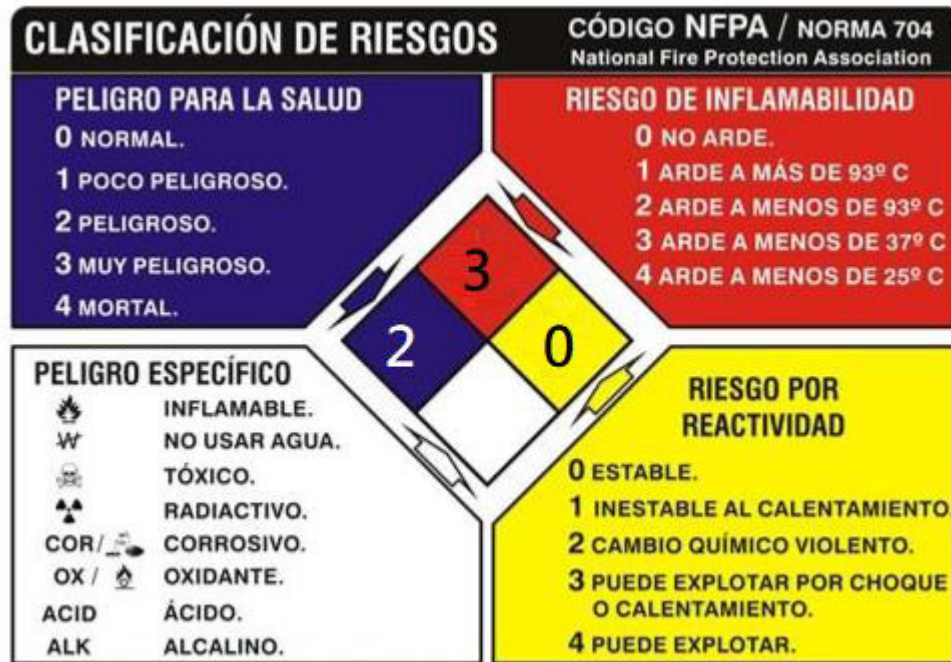 CLASIFICACIÓN DE RIESGOS
CÓDIGO NFPA / NORMA 704
National Fire Protection Association
PELIGRO PARA LA SALUD
0 NORMAL.
1 POCO PELIGROSO.
2 PELIGROSO.
3 MUY PELIGROSO.
4 MORTAL.
RIESGO DE INFLAMABILIDAD
0 NO ARDE.
1 ARDE A MÁS DE 93º C
2 ARDE A MENOS DE 93º C
3 ARDE A MENOS DE 37º C
4 ARDE A MENOS DE 25º C
3
2
0
PELIGRO ESPECÍFICO
INFLAMABLE.
W NO USAR AGUA.
TÓXICO.
RADIACTIVO.
COR/ CORROSIVO.
OX / OXIDANTE.
ACID ÁCIDO.
ALK ALCALINO.
RIESGO POR
REACTIVIDAD
0 ESTABLE.
1 INESTABLE AL CALENTAMIENTO.
2 CAMBIO QUÍMICO VIOLENTO.
3 PUEDE EXPLOTAR POR CHOQUE
O CALENTAMIENTO.
4 PUEDE EXPLOTAR.